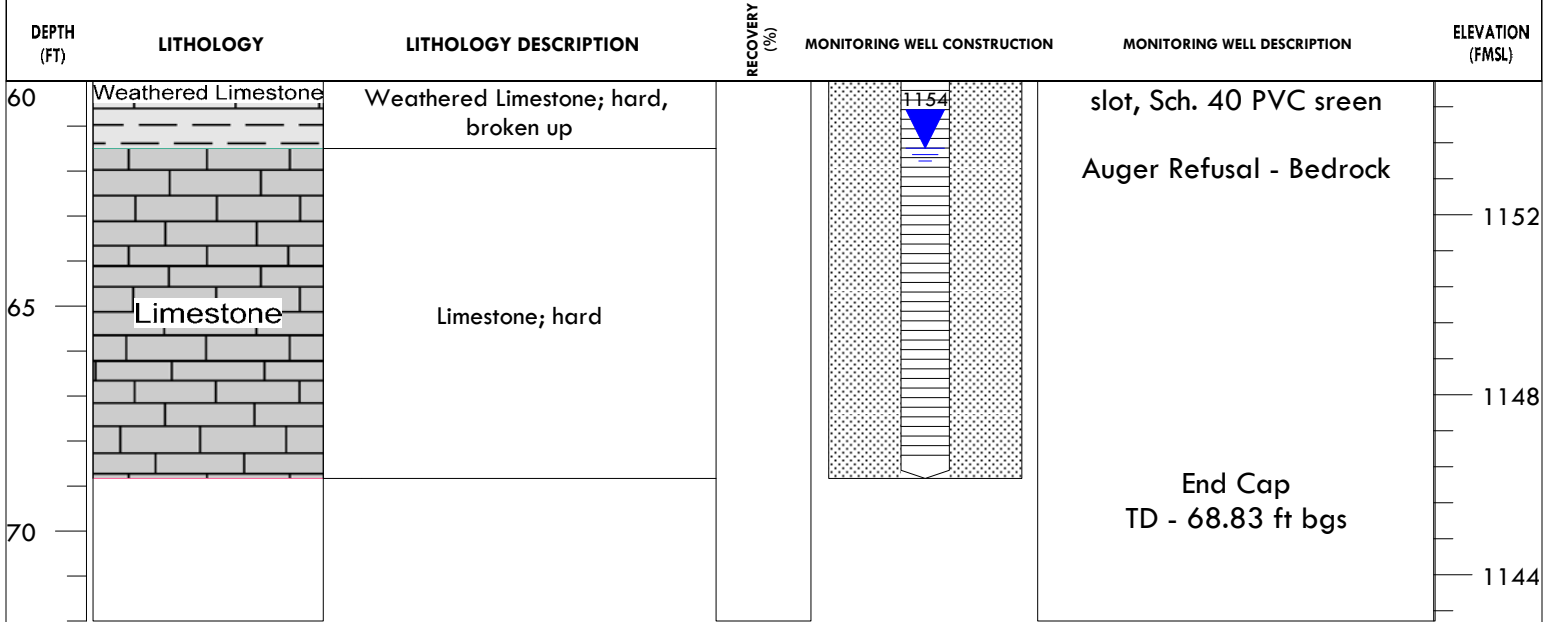 DEPTH
(FT)
LITHOLOGY
LITHOLOGY DESCRIPTION
RECOVERY
(%)
MONITORING WELL CONSTRUCTION
MONITORING WELL DESCRIPTION
ELEVATION
(FMSL)
60
Weathered Limestone
Weathered Limestone; hard,
broken up
1154
slot, Sch. 40 PVC sreen
Auger Refusal - Bedrock
1152
65
Limestone
Limestone; hard
1148
End Cap
TD - 68.83 ft bgs
70
1144